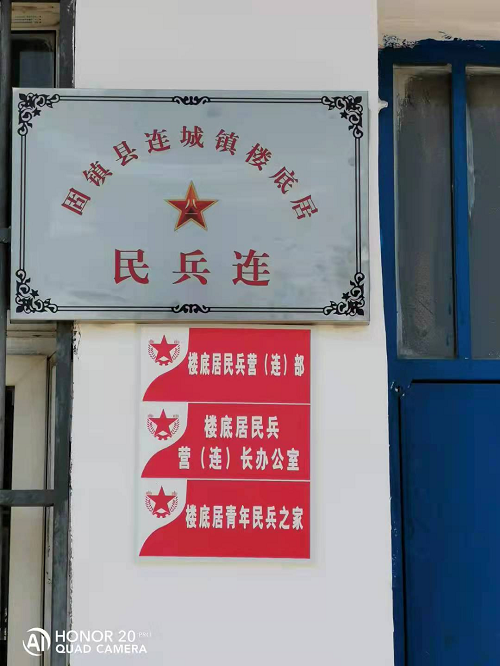 固镇县连城镇楼底居
民兵连
楼底居民兵营（连）部
楼底居民兵
营（连）长办公室
楼底居青年民兵之家
HONOR 20 PRO
QUAD CAMERA